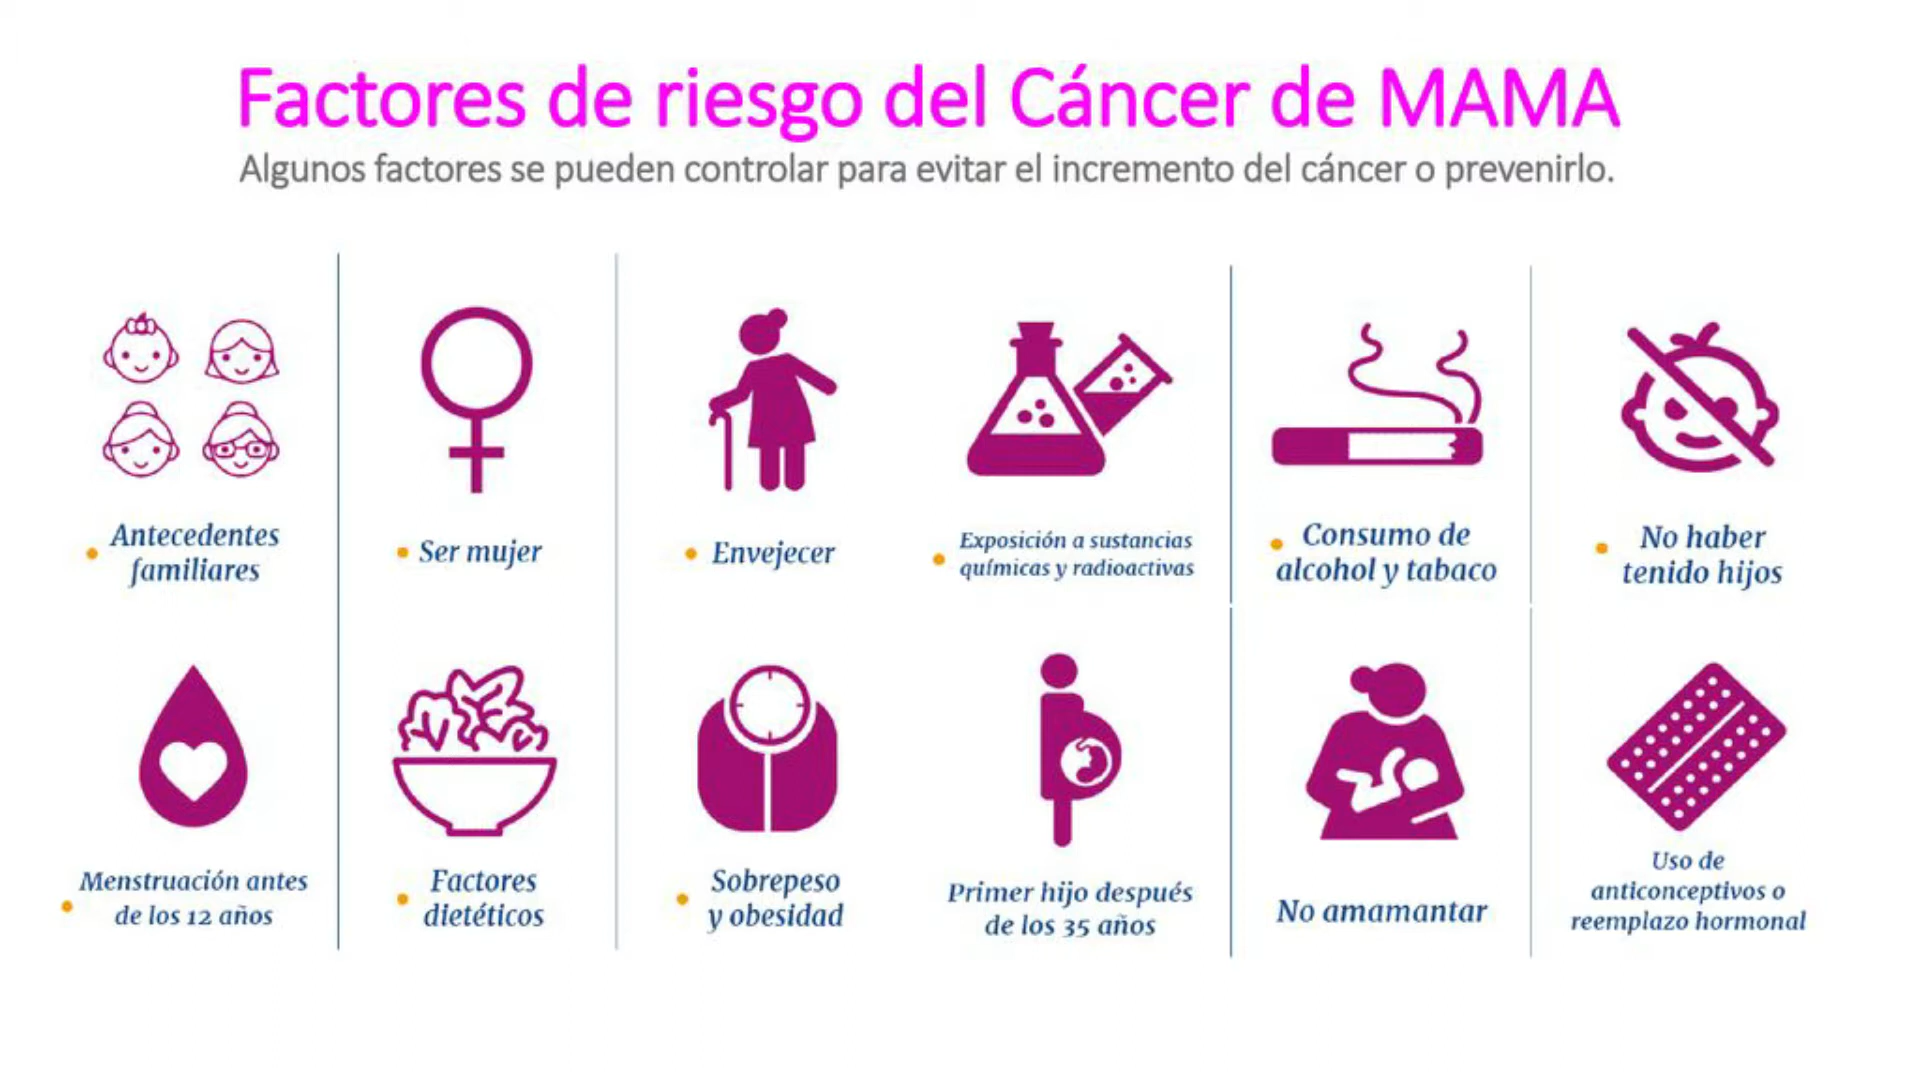 Factores de riesgo del Cáncer de MAMA
Algunos factores se pueden controlar para evitar el incremento del cáncer o prevenirlo.
Antecedentes
familiares
Ser mujer
Envejecer
Exposición a sustancias
químicas y radioactivas
Consumo de
alcohol y tabaco
No haber
tenido hijos
Menstruación antes
de los 12 años
Factores
dietéticos
Sobrepeso
y obesidad
Primer hijo después
de los 35 años
No amamantar
Uso de
anticonceptivos o
reemplazo hormonal